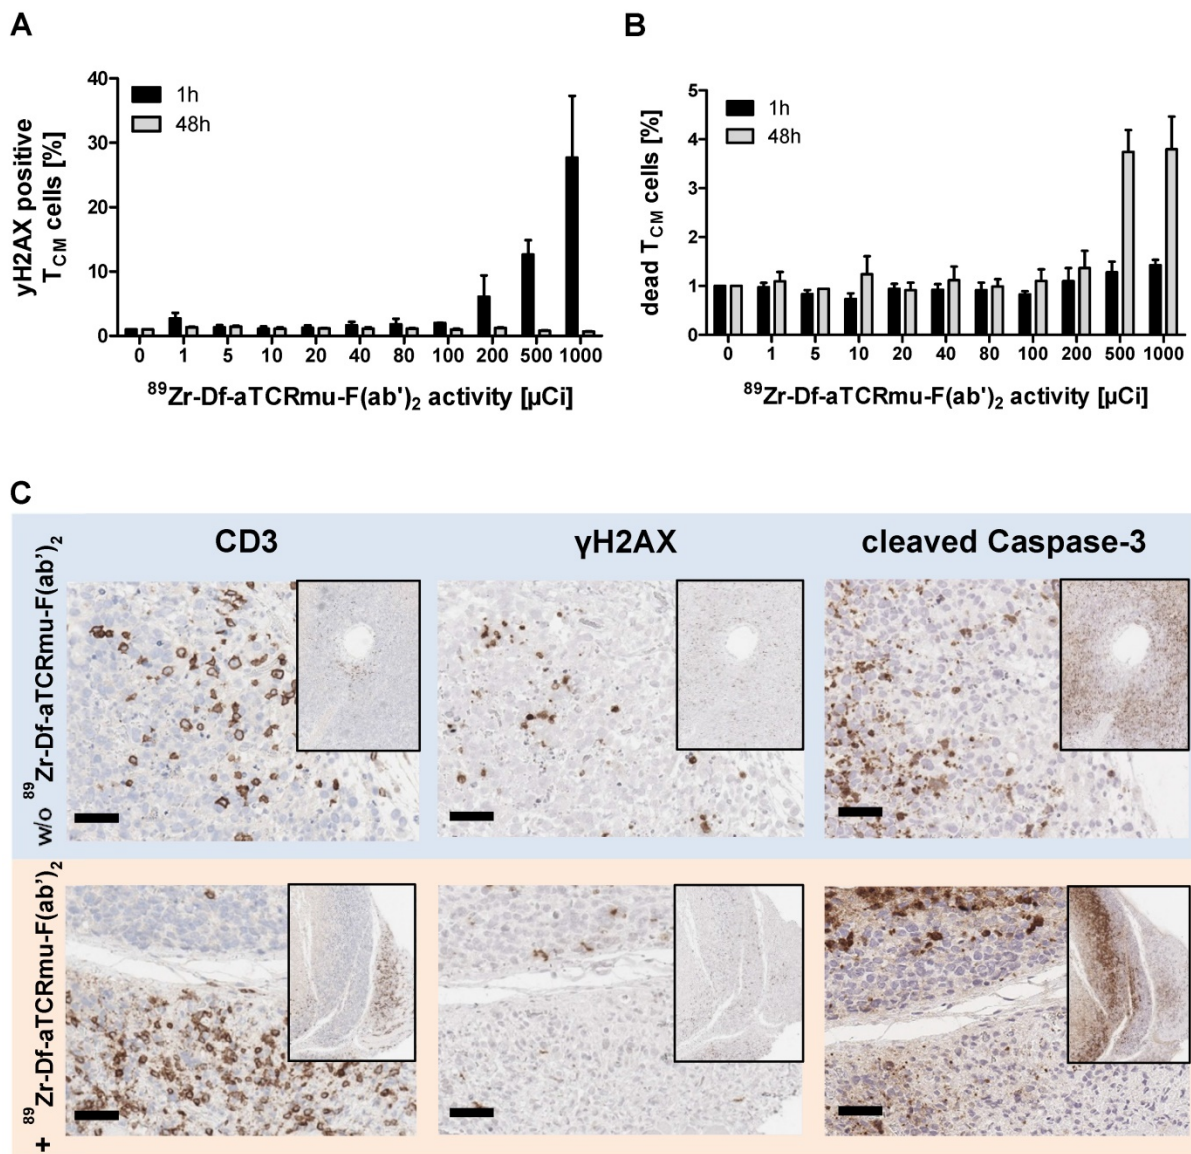 A
yH2AX positive
TCM cells [%]
40
30
20
10
0
1h
48h
0 1 5 10 20 40 80 100 200 500 1000
⁸⁹Zr-Df-aTCRmu-F(ab')₂ activity [µCi]
B
dead TCM cells [%]
5
4
3
2
1
0
1h
48h
0 1 5 10 20 40 80 100 200 500 1000
⁸⁹Zr-Df-aTCRmu-F(ab')₂ activity [µCi]
C
CD3 γH2AX cleaved Caspase-3
w/o ⁸⁹Zr-Df-aTCRmu-F(ab’)₂
+ ⁸⁹Zr-Df-aTCRmu-F(ab’)₂